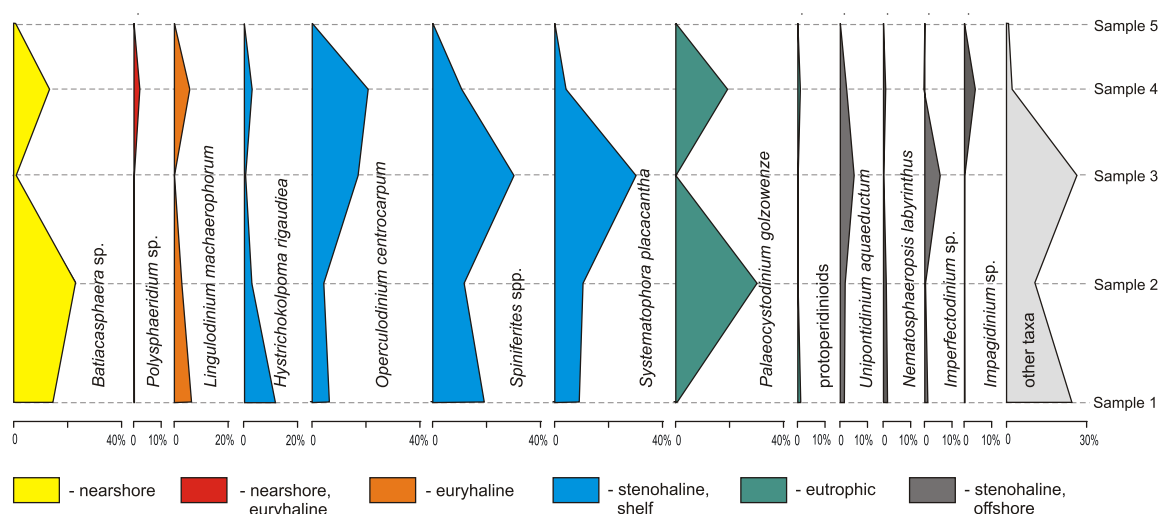 Sample 5
Sample 4
Sample 3
Sample 2
Sample 1
Batiacasphaera sp.
Polysphaeridium sp.
Lingulodinium machaerophorum
Hystrichokolpoma rigaudiea
Operculodinium centrocarpum
Spiniferites spp.
Systematophora placacantha
Palaeocystodinium golzowenze
protoperidinioids
Unipontidinium aquaeductum
Nematosphaeropsis labyrinthus
Imperfectodinium sp.
Impagidinium sp.
other taxa
0 40% 0 10% 0 20% 0 20% 0 40% 0 40% 0 40% 0 40% 0 10% 0 10% 0 10% 0 10% 0 10% 0 30%
- nearshore
- nearshore,
euryhaline
- euryhaline
- stenohaline,
shelf
- eutrophic
- stenohaline,
offshore